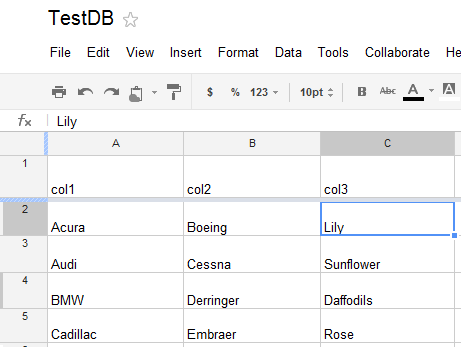 TestDB
File Edit View Insert Format Data Tools Collaborate He
$ % 123 10pt B Abc A A
fx Lily
A B C
1 col1 col2 col3
2 Acura Boeing Lily
3 Audi Cessna Sunflower
4 BMW Derringer Daffodils
5 Cadillac Embraer Rose